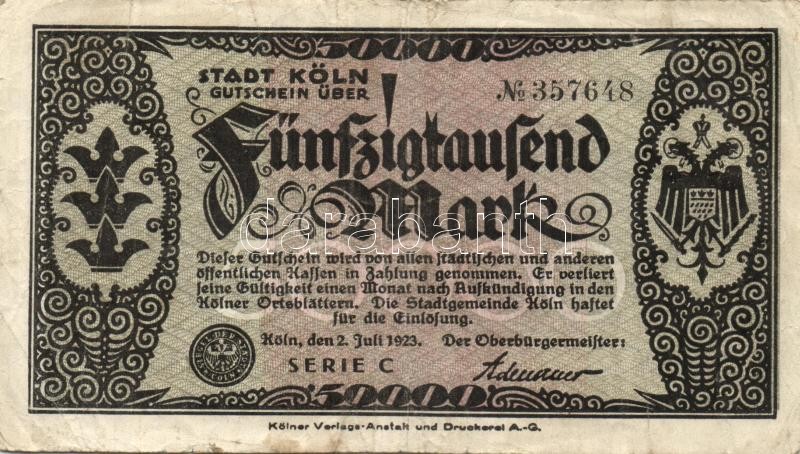 50000
STADT KÖLN
GUTSCHEIN ÜBER
№ 357648
Fünfzigtausend
Mark
darabanth
Dieser Gutschein wird von allen städtischen und anderen
öffentlichen Kassen in Zahlung genommen. Er verliert
seine Gültigkeit einen Monat nach Aufkündigung in den
Kölner Ortsblättern. Die Stadtgemeinde Köln haftet
für die Einlösung.
Köln, den 2. Juli 1923. Der Oberbürgermeister:
SERIE C
Adenauer
50000
Kölner Verlags-Anstalt und Druckerei A.-G.